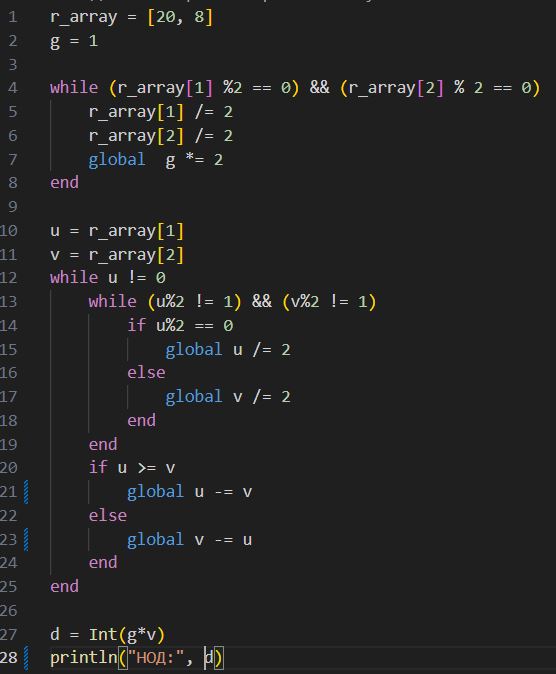 1 r_array = [20, 8]
2 g = 1
3
4 while (r_array[1] %2 == 0) && (r_array[2] % 2 == 0)
5     r_array[1] /= 2
6     r_array[2] /= 2
7     global  g *= 2
8 end
9
10 u = r_array[1]
11 v = r_array[2]
12 while u != 0
13     while (u%2 != 1) && (v%2 != 1)
14         if u%2 == 0
15             global u /= 2
16         else
17             global v /= 2
18         end
19     end
20     if u >= v
21         global u -= v
22     else
23         global v -= u
24     end
25 end
26
27 d = Int(g*v)
28 println("НОД:", d)